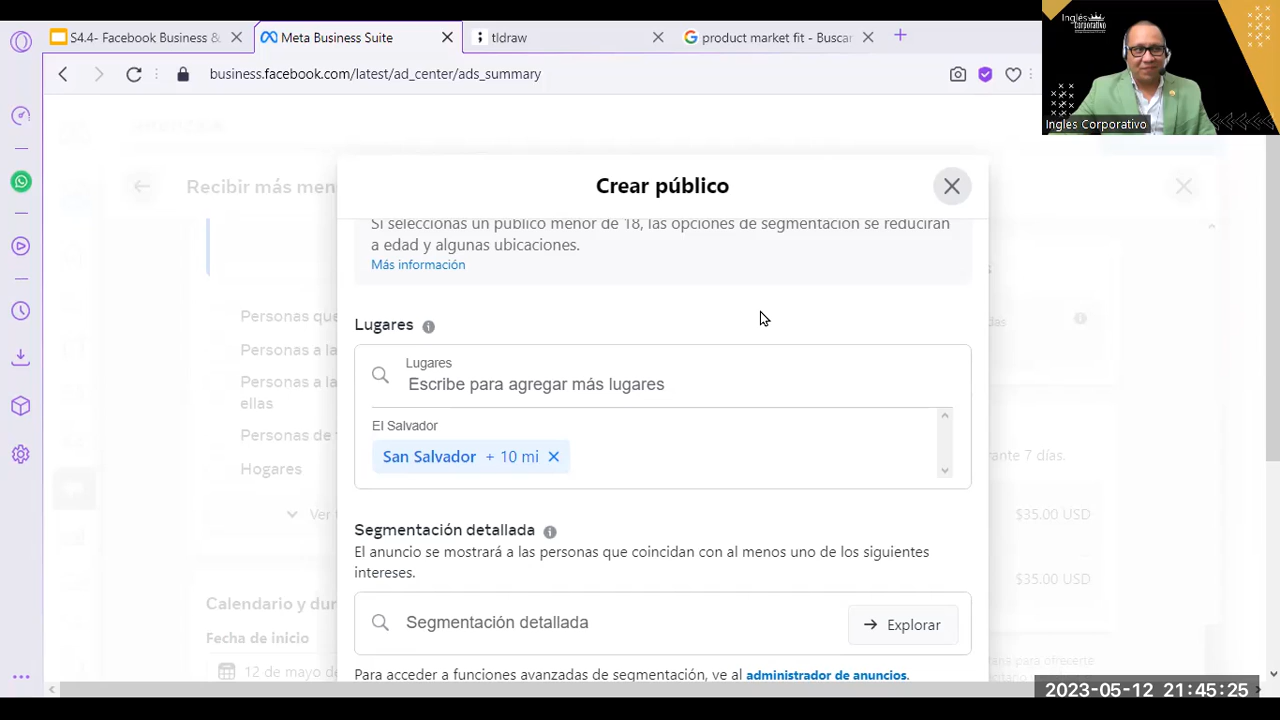 S4.4- Facebook Business &
Meta Business S
tldraw
product market fit - Buscar
business.facebook.com/latest/ad_center/ads_summary
Inglés
Corporativo
Inglés Corporativo
Recibir más men
Crear público
Si seleccionas un público menor de 18, las opciones de segmentación se reducirán
a edad y algunas ubicaciones.
Más información
Personas que
Lugares
Personas a la
Lugares
Escribe para agregar más lugares
Personas a la
ellas
El Salvador
Personas de
San Salvador + 10 mi
rante 7 días.
Hogares
Ver
$35.00 USD
Segmentación detallada
El anuncio se mostrará a las personas que coincidan con al menos uno de los siguientes
intereses.
$35.00 USD
Calendario y dur
Segmentación detallada
Explorar
Fecha de inicio
12 de mayo de
Para acceder a funciones avanzadas de segmentación, ve al administrador de anuncios.
2023-05-12 21:45:25